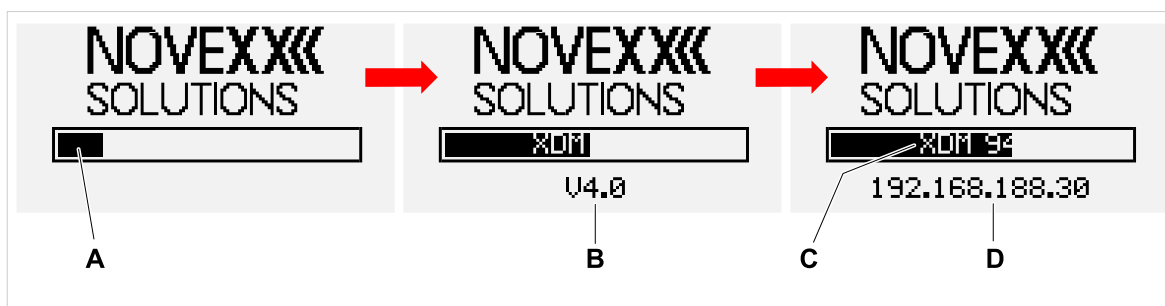 NOVEXX
SOLUTIONS
A
NOVEXX
SOLUTIONS
XDM
V4.0
B
NOVEXX
SOLUTIONS
XDM 94
192.168.188.30
C
D